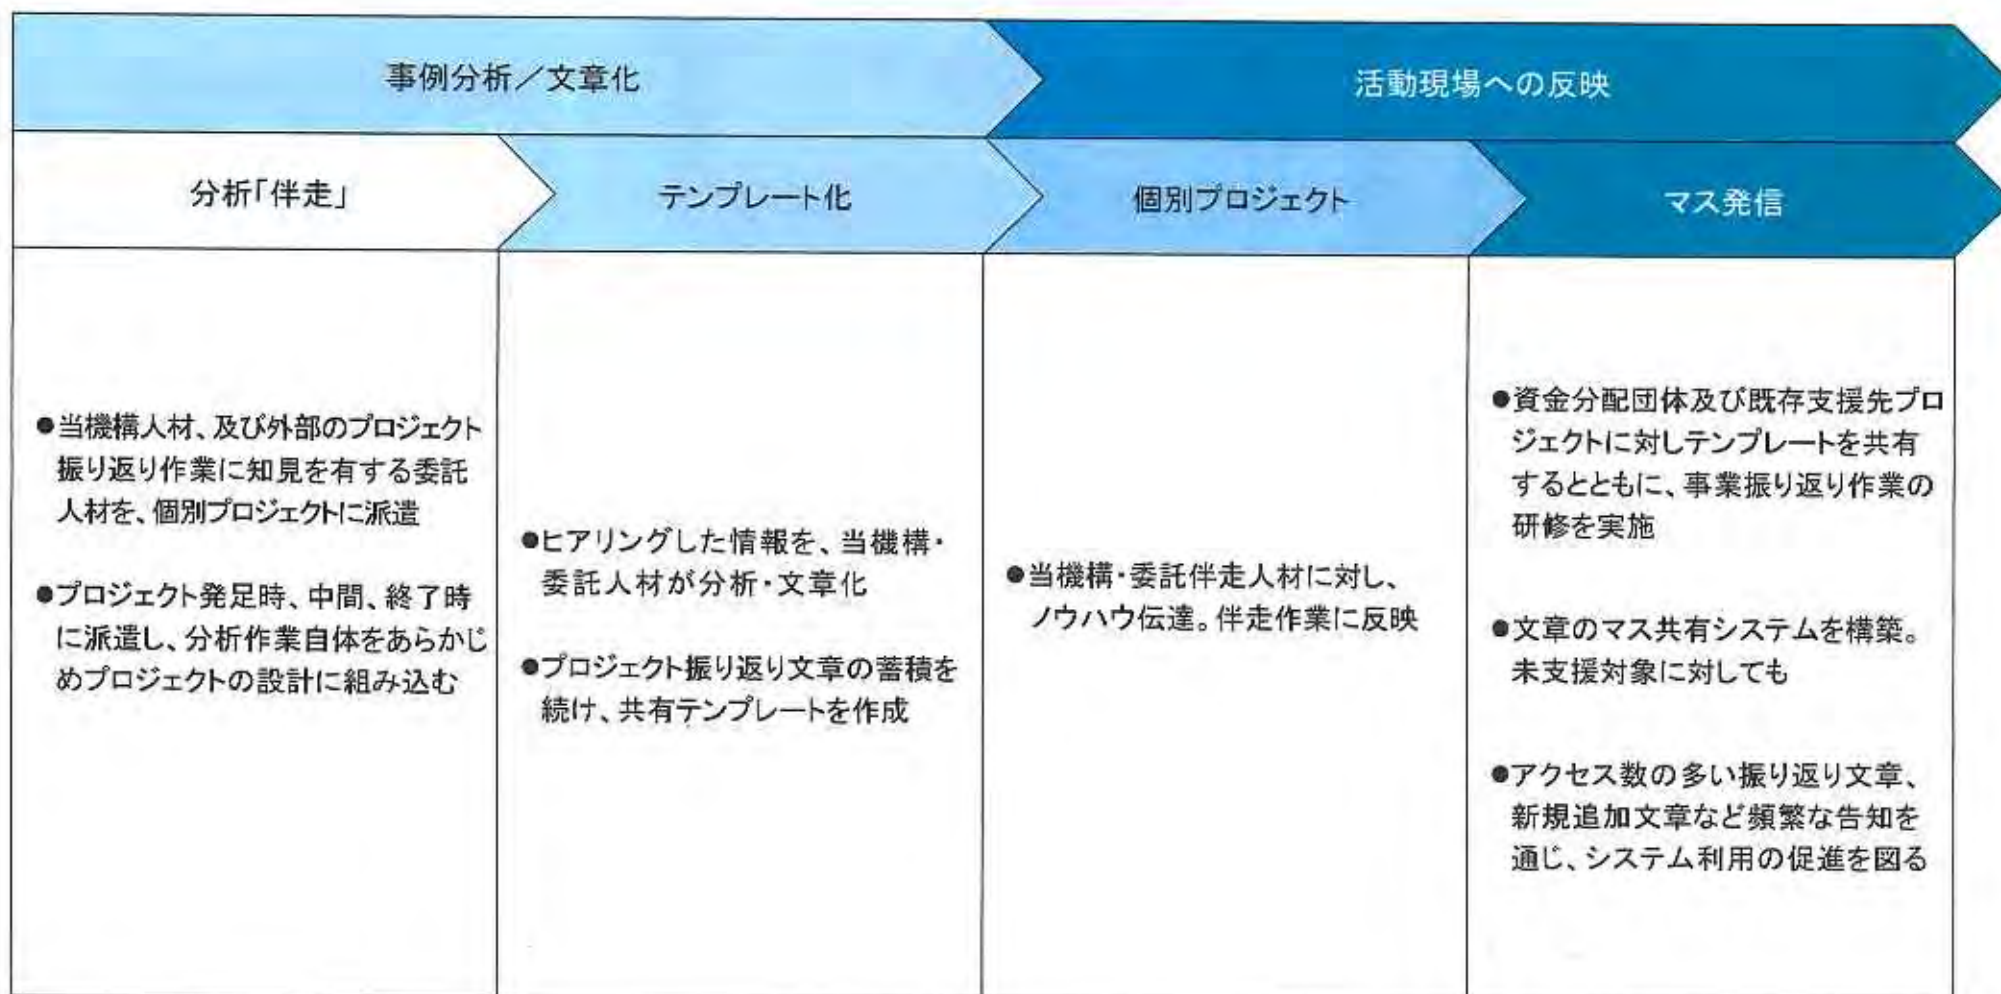 事例分析／文章化
活動現場への反映
分析「伴走」
テンプレート化
個別プロジェクト
マス発信
●当機構人材、及び外部のプロジェクト
振り返り作業に知見を有する委託
人材を、個別プロジェクトに派遣
●プロジェクト発足時、中間、終了時
に派遣し、分析作業自体をあらかじ
めプロジェクトの設計に組み込む
●ヒアリングした情報を、当機構・
委託人材が分析・文章化
●プロジェクト振り返り文章の蓄積を
続け、共有テンプレートを作成
●当機構・委託伴走人材に対し、
ノウハウ伝達。伴走作業に反映
●資金分配団体及び既存支援先プロ
ジェクトに対しテンプレートを共有
するとともに、事業振り返り作業の
研修を実施
●文章のマス共有システムを構築。
未支援対象に対しても
●アクセス数の多い振り返り文章、
新規追加文章など頻繁な告知を
通じ、システム利用の促進を図る